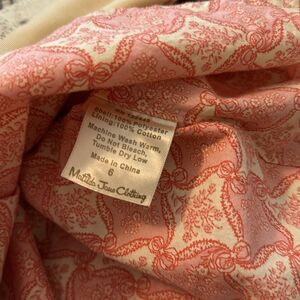 Shell:100% Polyester
Lining:100% Cotton
Machine Wash Warm,
Do Not Bleach,
Tumble Dry Low
Made in China
6
Matilda Jane Clothing